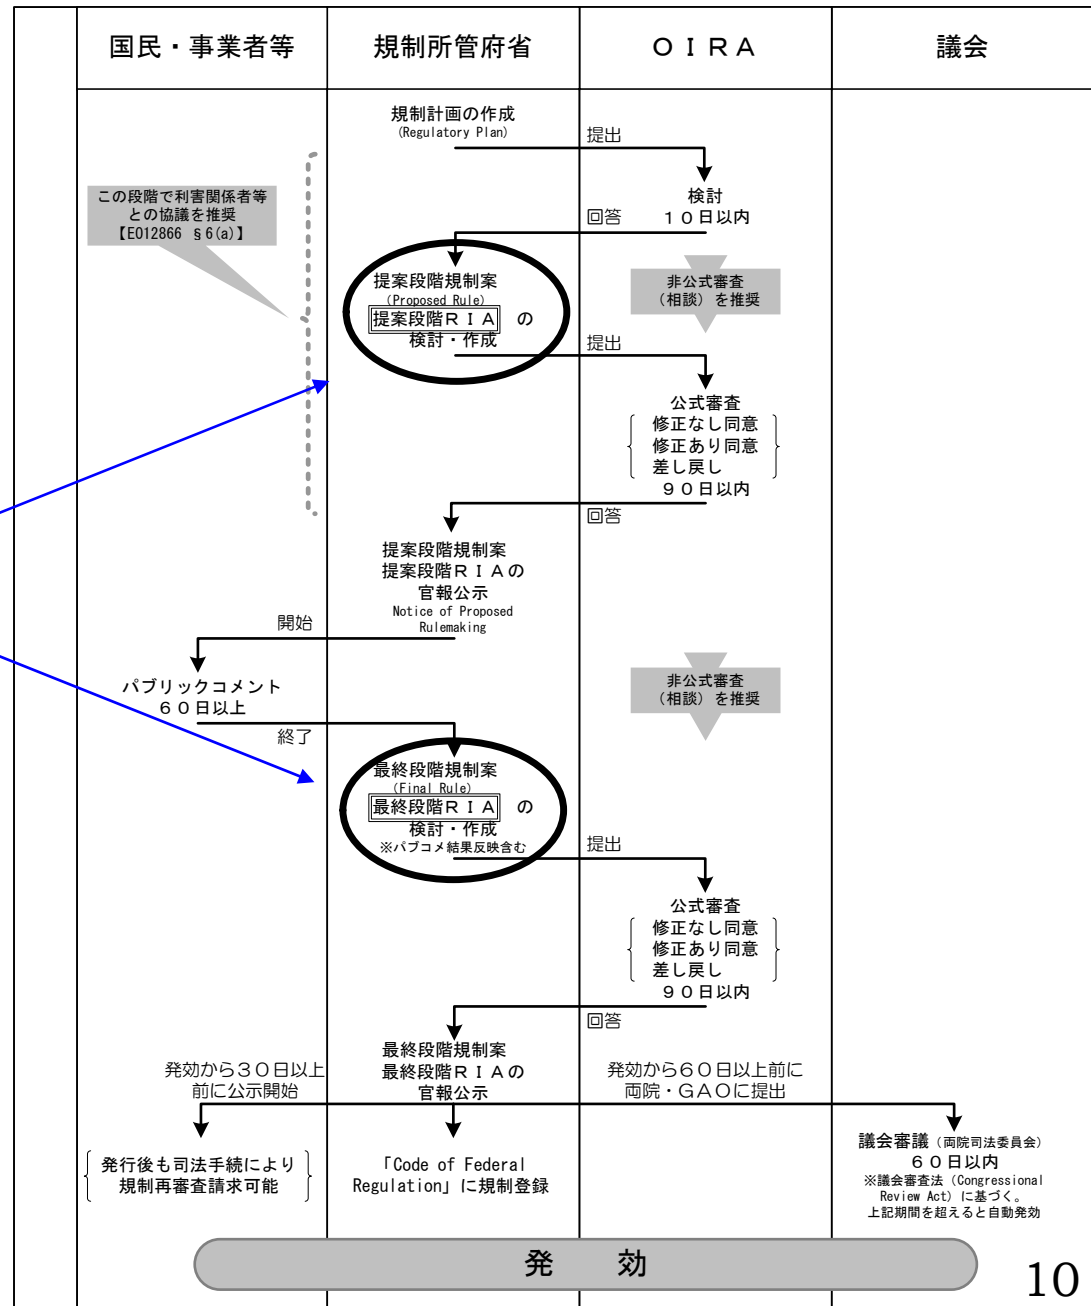 国民・事業者等
規制所管府省
ＯＩＲＡ
議会
規制計画の作成
(Regulatory Plan)
提出
検討
１０日以内
回答
この段階で利害関係者等
との協議を推奨
【EO12866 §6(a)】
提案段階規制案
(Proposed Rule)
提案段階ＲＩＡ の
検討・作成
非公式審査
（相談）を推奨
提出
公式審査
修正なし同意
修正あり同意
差し戻し
９０日以内
回答
提案段階規制案
提案段階ＲＩＡの
官報公示
Notice of Proposed
Rulemaking
開始
パブリックコメント
６０日以上
終了
非公式審査
（相談）を推奨
最終段階規制案
(Final Rule)
最終段階ＲＩＡ の
検討・作成
※パブコメ結果反映含む
提出
公式審査
修正なし同意
修正あり同意
差し戻し
９０日以内
回答
最終段階規制案
最終段階ＲＩＡの
官報公示
発効から３０日以上
前に公示開始
発効から６０日以上前に
両院・ＧＡＯに提出
発行後も司法手続により
規制再審査請求可能
「Code of Federal
Regulation」に規制登録
議会審議（両院司法委員会）
６０日以内
※議会審査法（Congressional
Review Act）に基づく。
上記期間を超えると自動発効
発　効
10